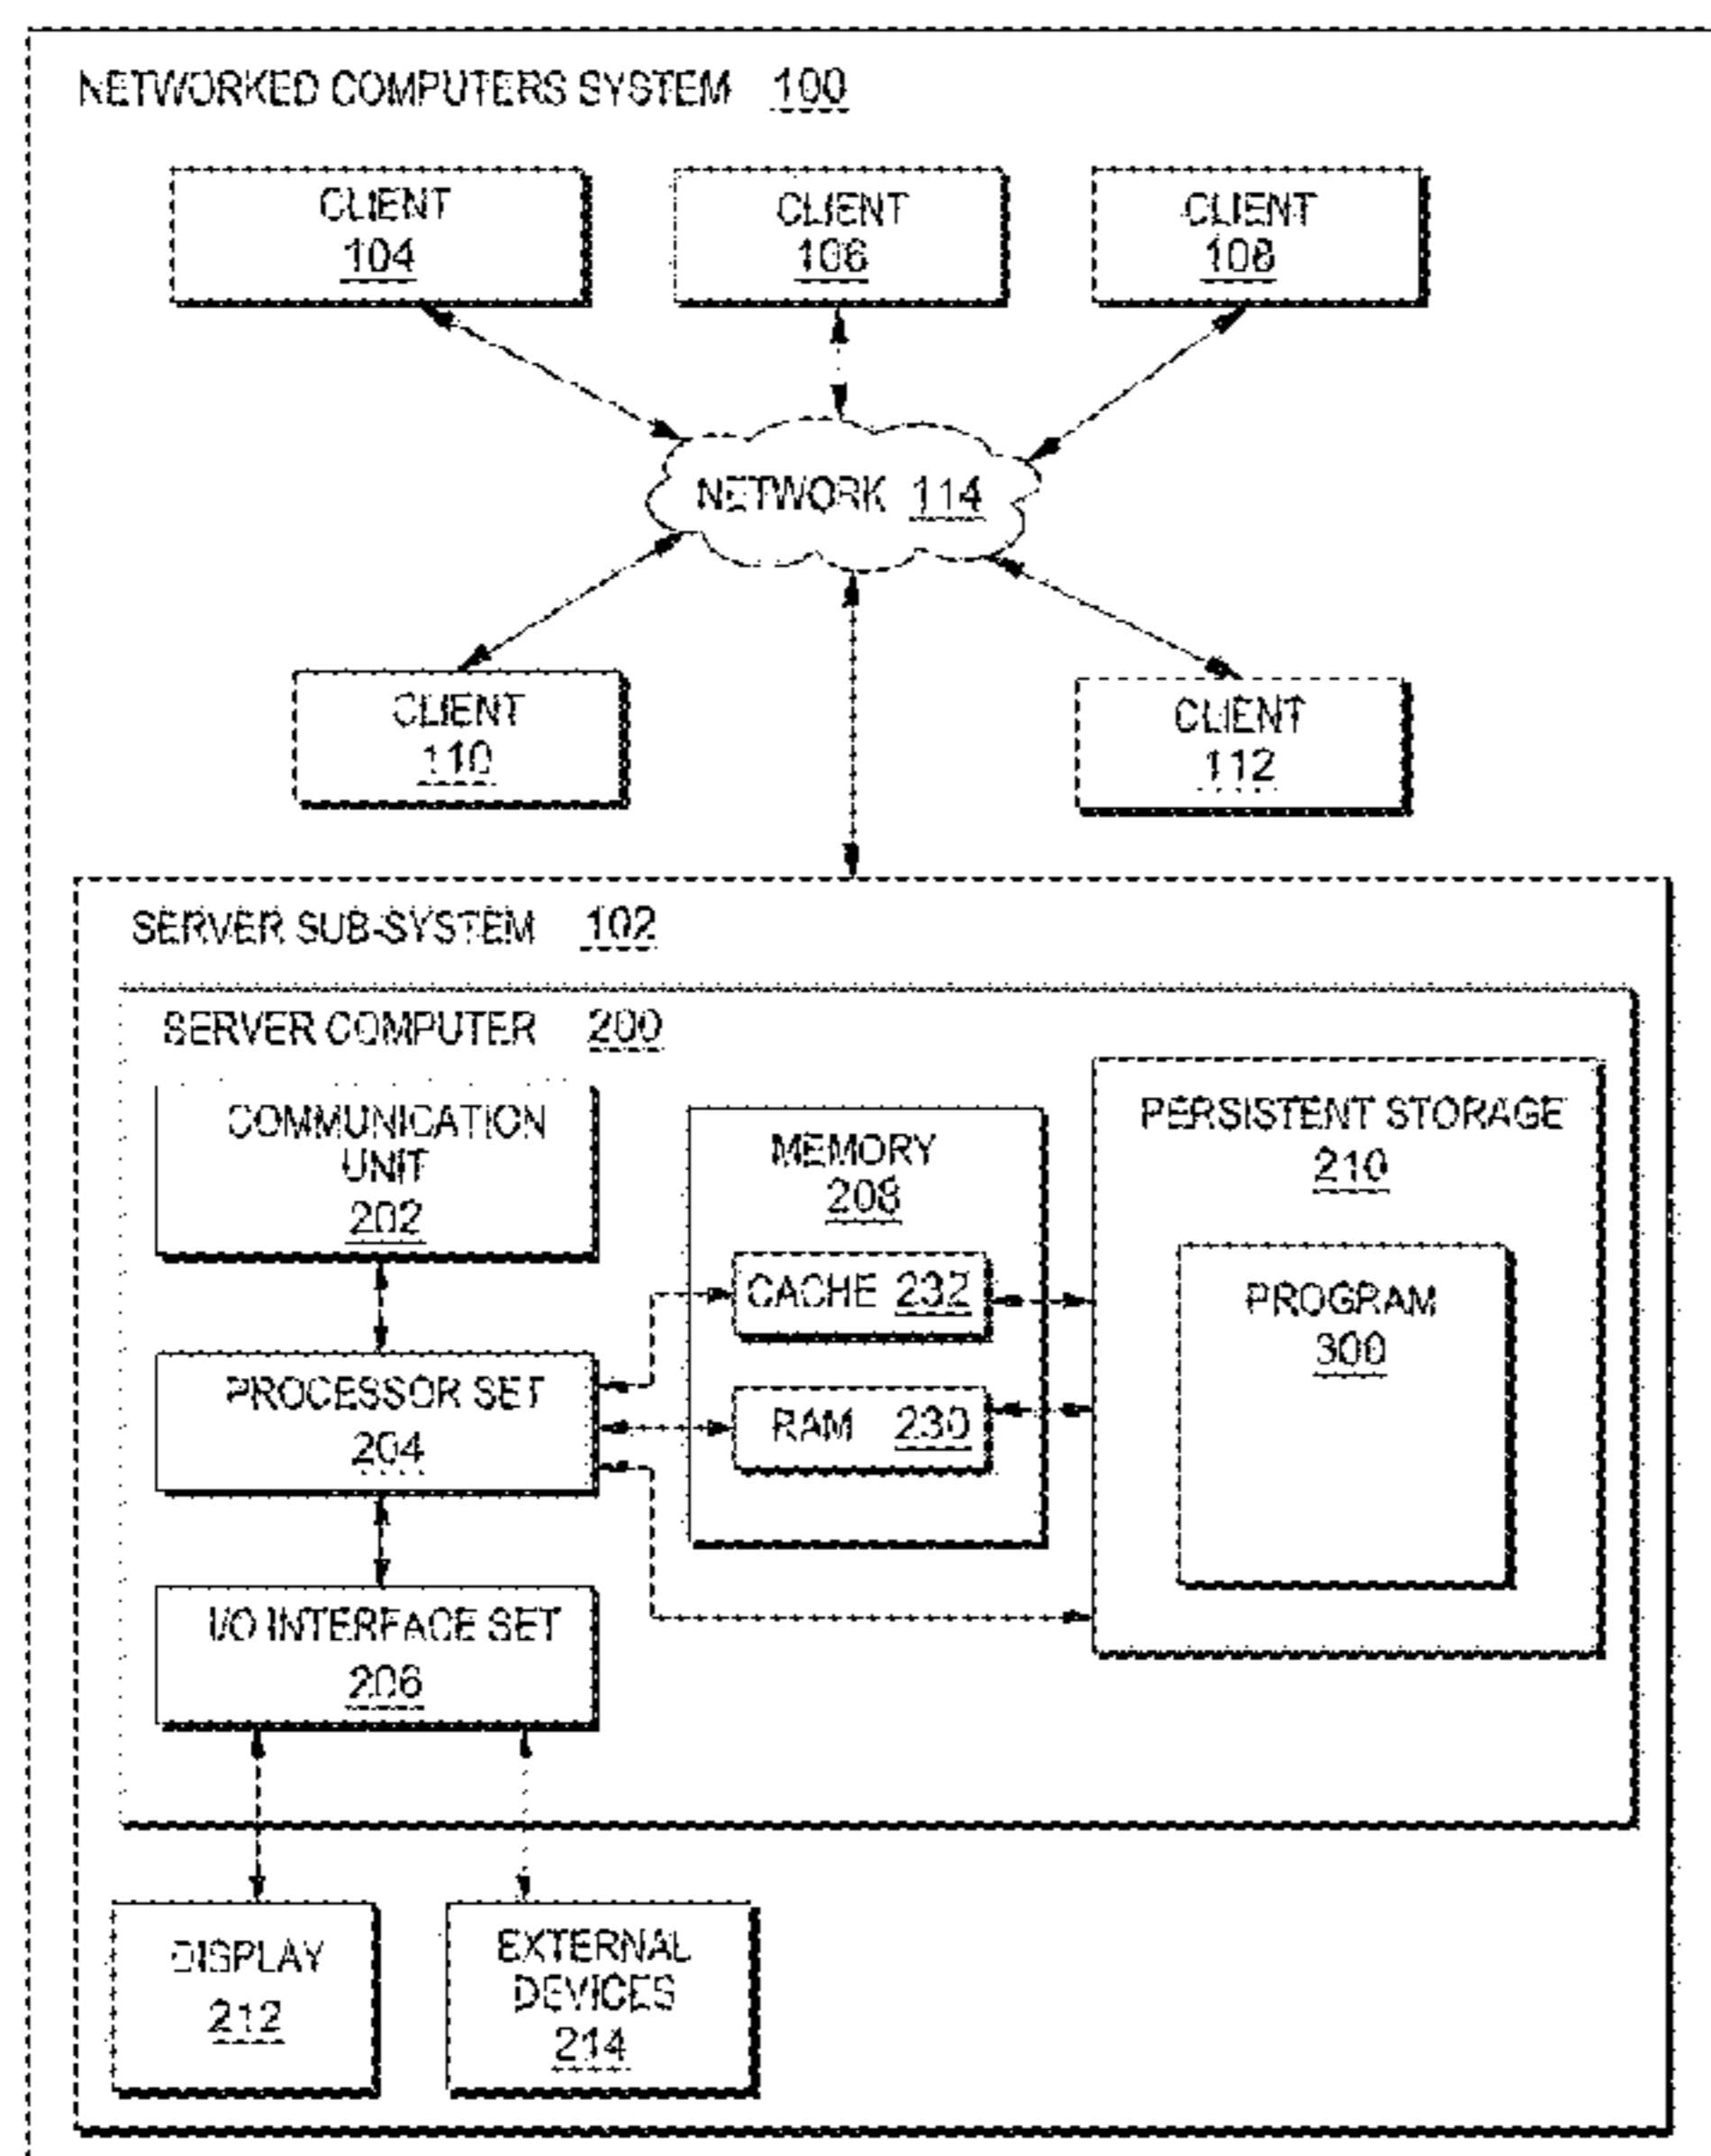 NETWORKED COMPUTERS SYSTEM 100
CLIENT
104
CLIENT
106
CLIENT
108
NETWORK 114
CLIENT
110
CLIENT
112
SERVER SUB-SYSTEM 102
SERVER COMPUTER 200
COMMUNICATION
UNIT
202
MEMORY
208
PERSISTENT STORAGE
210
CACHE 232
PROGRAM
300
PROCESSOR SET
204
RAM 230
I/O INTERFACE SET
206
DISPLAY
212
EXTERNAL
DEVICES
214